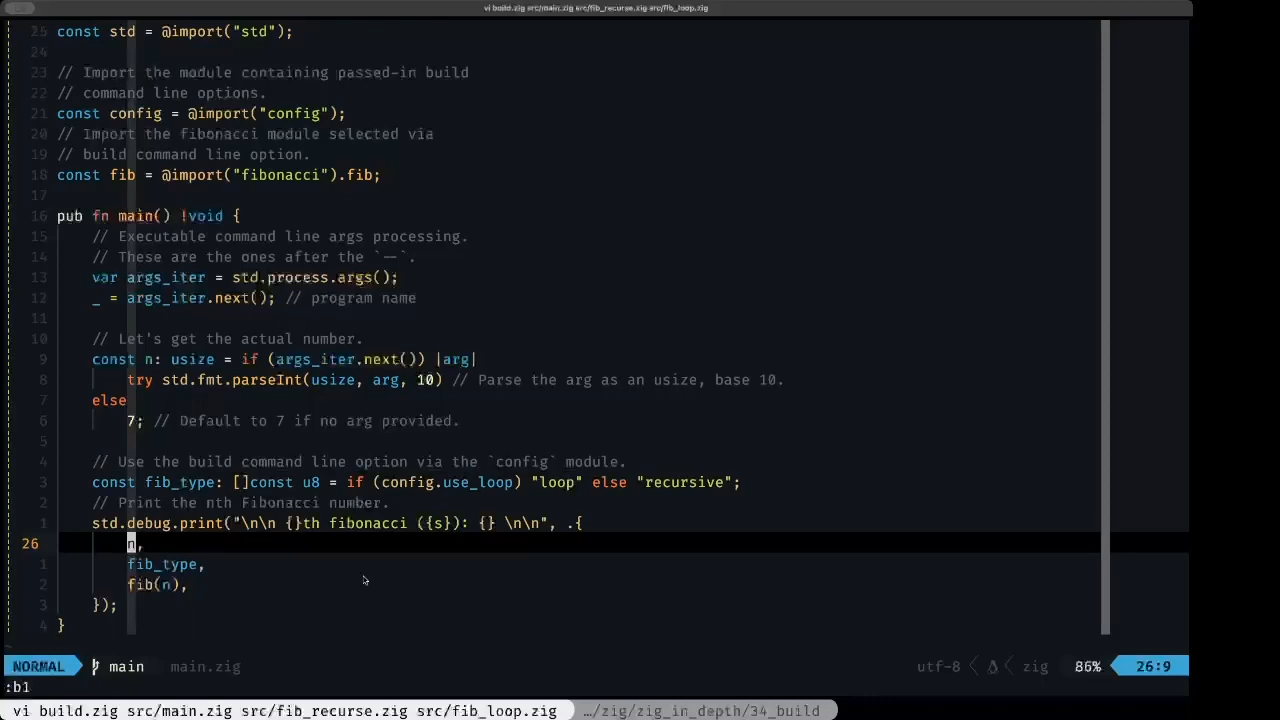 vi build.zig src/main.zig src/fib_recurse.zig src/fib_loop.zig
25 const std = @import("std");
24
23 // Import the module containing passed-in build
22 // command line options.
21 const config = @import("config");
20 // Import the fibonacci module selected via
19 // build command line option.
18 const fib = @import("fibonacci").fib;
17
16 pub fn main() !void {
15 // Executable command line args processing.
14 // These are the ones after the `--`.
13 var args_iter = std.process.args();
12 _ = args_iter.next(); // program name
11
10 // Let's get the actual number.
9 const n: usize = if (args_iter.next()) |arg|
8 try std.fmt.parseInt(usize, arg, 10) // Parse the arg as an usize, base 10.
7 else
6 7; // Default to 7 if no arg provided.
5
4 // Use the build command line option via the `config` module.
3 const fib_type: []const u8 = if (config.use_loop) "loop" else "recursive";
2 // Print the nth Fibonacci number.
1 std.debug.print("\n\n {}th fibonacci ({s}): {} \n\n", .{
26 n,
1 fib_type,
2 fib(n),
3 });
4 }
~
NORMAL main main.zig utf-8 zig 86% 26:9
:b1
vi build.zig src/main.zig src/fib_recurse.zig src/fib_loop.zig …/zig/zig_in_depth/34_build